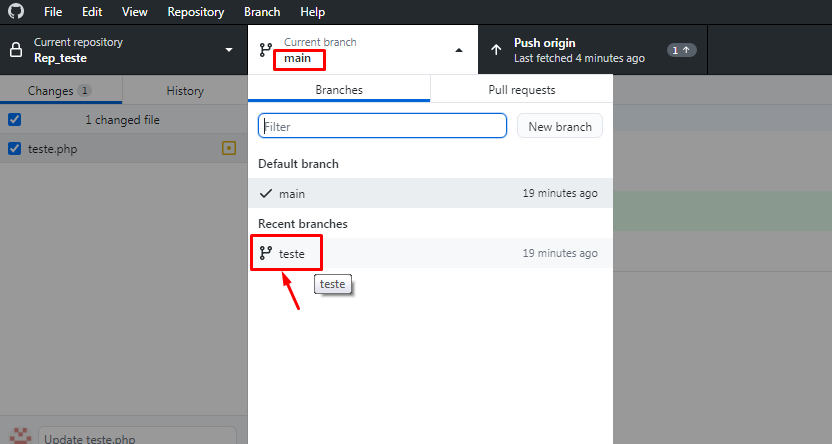 File Edit View Repository Branch Help
Current repository
Rep_teste
Current branch
main
Push origin
Last fetched 4 minutes ago
1
Changes 1
History
1 changed file
teste.php
Branches
Pull requests
Filter
New branch
Default branch
main 19 minutes ago
Recent branches
teste 19 minutes ago
teste
Update teste.php